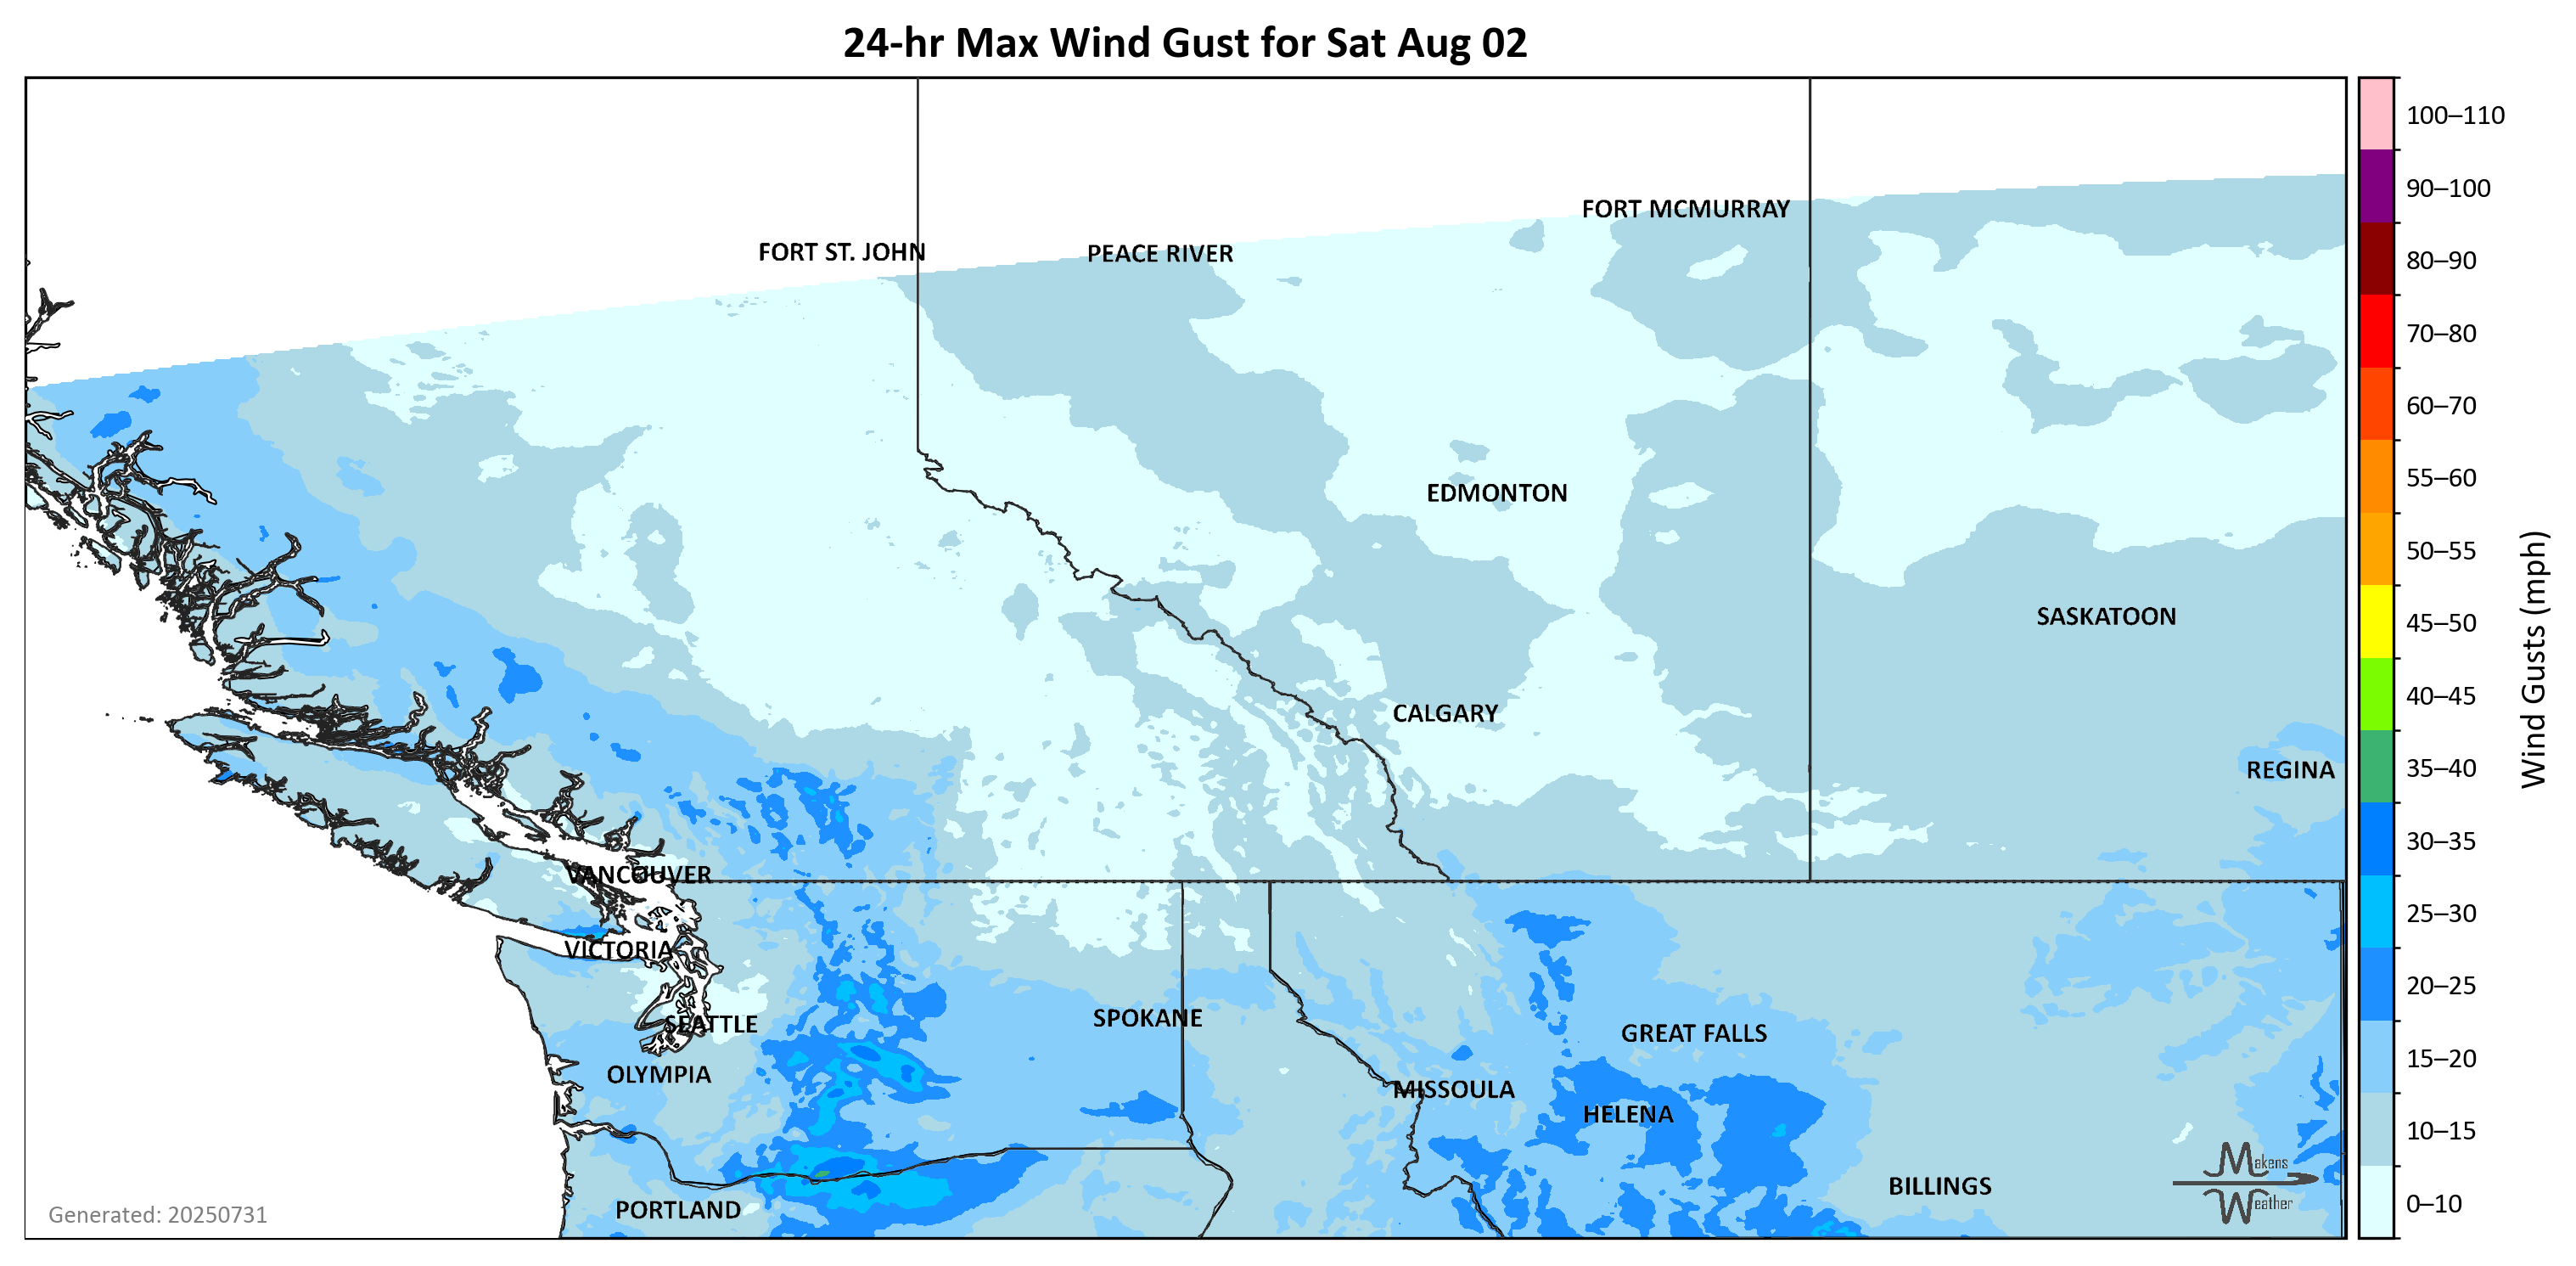 24-hr Max Wind Gust for Sat Aug 02
FORT MCMURRAY
FORT ST. JOHN
PEACE RIVER
EDMONTON
SASKATOON
CALGARY
REGINA
VANCOUVER
VICTORIA
SPOKANE
SEATTLE
GREAT FALLS
OLYMPIA
MISSOULA
HELENA
BILLINGS
PORTLAND
Makens
Weather
Generated: 20250731
100–110
90–100
80–90
70–80
60–70
55–60
50–55
45–50
40–45
35–40
30–35
25–30
20–25
15–20
10–15
0–10
Wind Gusts (mph)